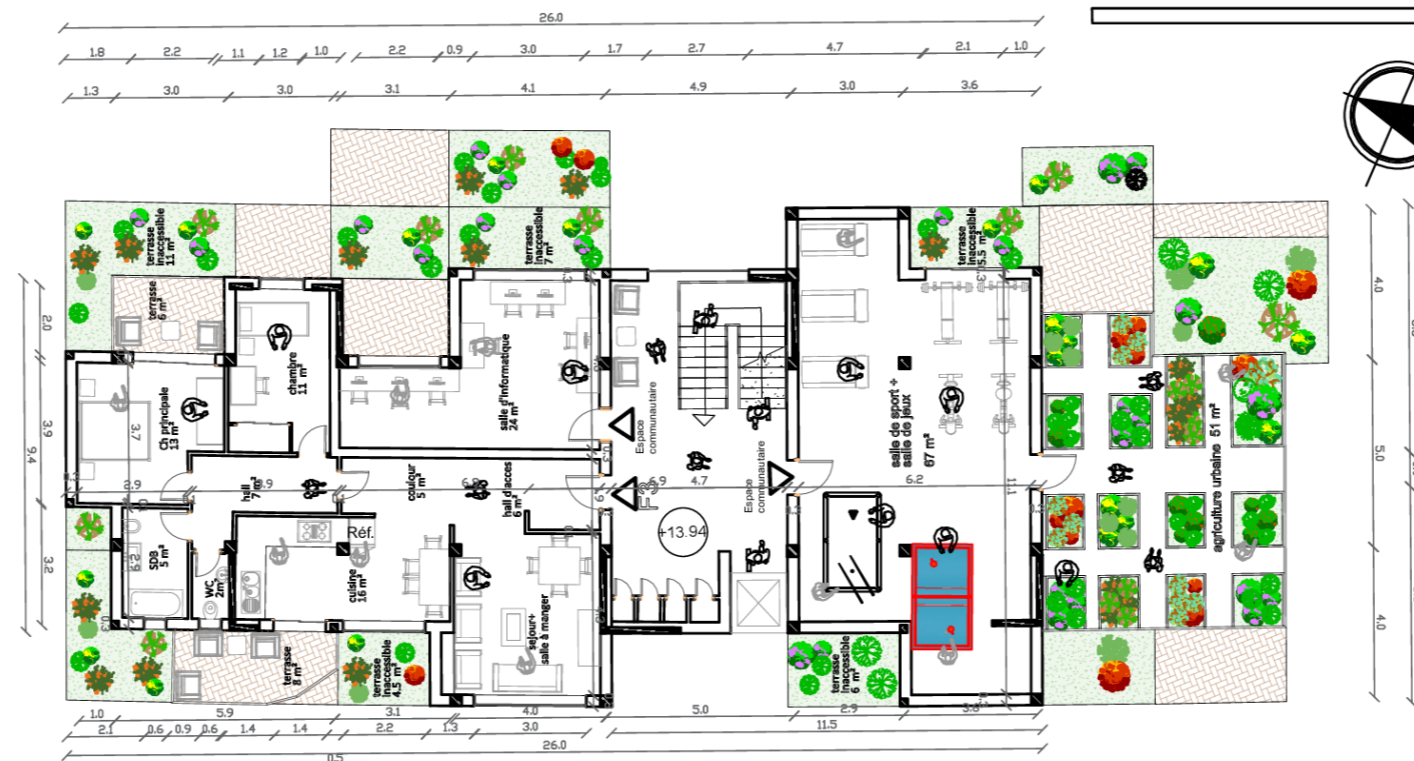 26.0
1.8 2.2 1.1 1.2 1.0 2.2 0.9 3.0 1.7 2.7 4.7 2.1 1.0
1.3 3.0 3.0 3.1 4.1 4.9 3.0 3.6
terrasse
inaccessible
11 m²
terrasse
inaccessible
7 m²
terrasse
inaccessible
5.5 m²
terrasse
6 m²
chambre
11 m²
Ch principale
13 m²
salle d'informatique
24 m²
Espace
communautaire
Espace
communautaire
salle de sport +
salle de jeux
67 m²
agriculture urbaine 51 m²
hall
7 m²
coulour
5 m²
hall d'acces
6 m²
F3
+13.94
SDB
5 m²
WC
2m²
Réf.
cuisine
16 m²
sejour+
salle à manger
terrasse
8 m²
terrasse
inaccessible
4.5 m²
terrasse
inaccessible
6 m²
2.0
3.9
9.4
3.2
3.7
2.9
2.9
4.7
6.2
11.1
4.0
5.0
4.0
1.0 5.9 3.1 4.0 5.0 2.9 3.6
2.1 0.6 0.9 0.6 1.4 1.4 2.2 1.3 3.0 11.5
26.0
0.5